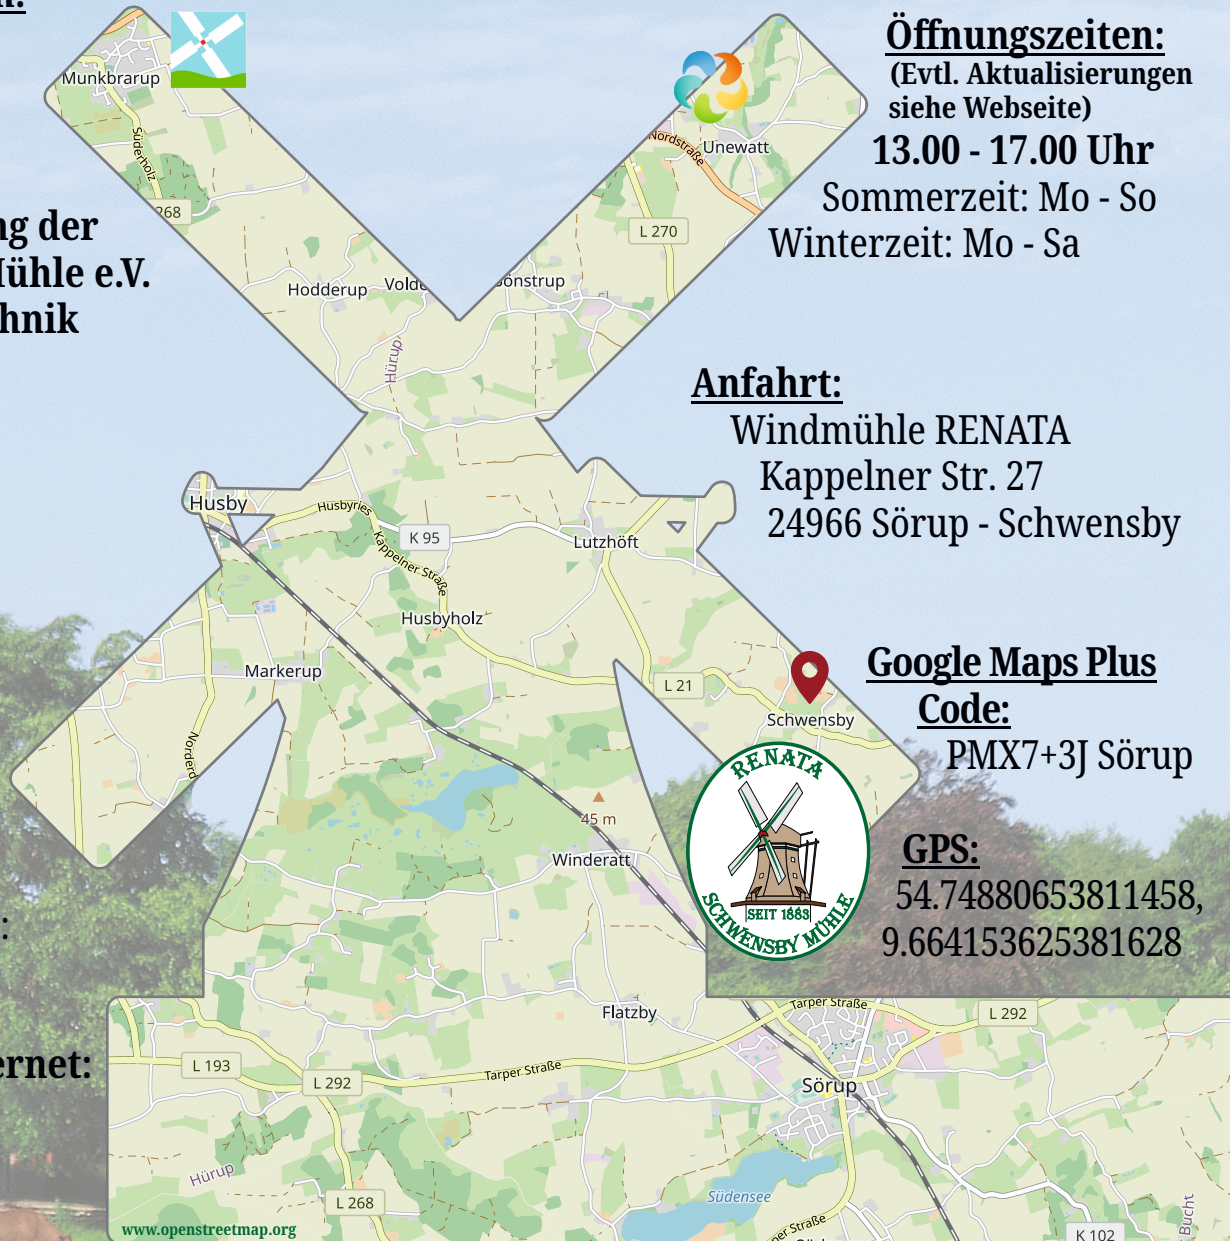 Öffnungszeiten:
(Evtl. Aktualisierungen
siehe Webseite)
13.00 - 17.00 Uhr
Sommerzeit: Mo - So
Winterzeit: Mo - Sa
Anfahrt:
Windmühle RENATA
Kappelner Str. 27
24966 Sörup - Schwensby
Google Maps Plus
Code:
PMX7+3J Sörup
GPS:
54.74880653811458,
9.664153625381628
ng der
ühle e.V.
hnik
:
ernet:
Munkbrarup
Süderholz
268
Unewatt
Nordstraße
L 270
Hodderup
Volde
önstrup
Hürup
Husby
Husbyries
K 95
Kappelner Straße
Lutzhöft
Husbyholz
Markerup
L 21
Schwensby
Norderd
45 m
Winderatt
RENATA
SEIT 1883
SCHWENSBY MÜHLE
Flatzby
Tarper Straße
L 292
L 193
L 292
Tarper Straße
Sörup
Hürup
L 268
Südensee
per Straße
K 102
Bucht
www.openstreetmap.org